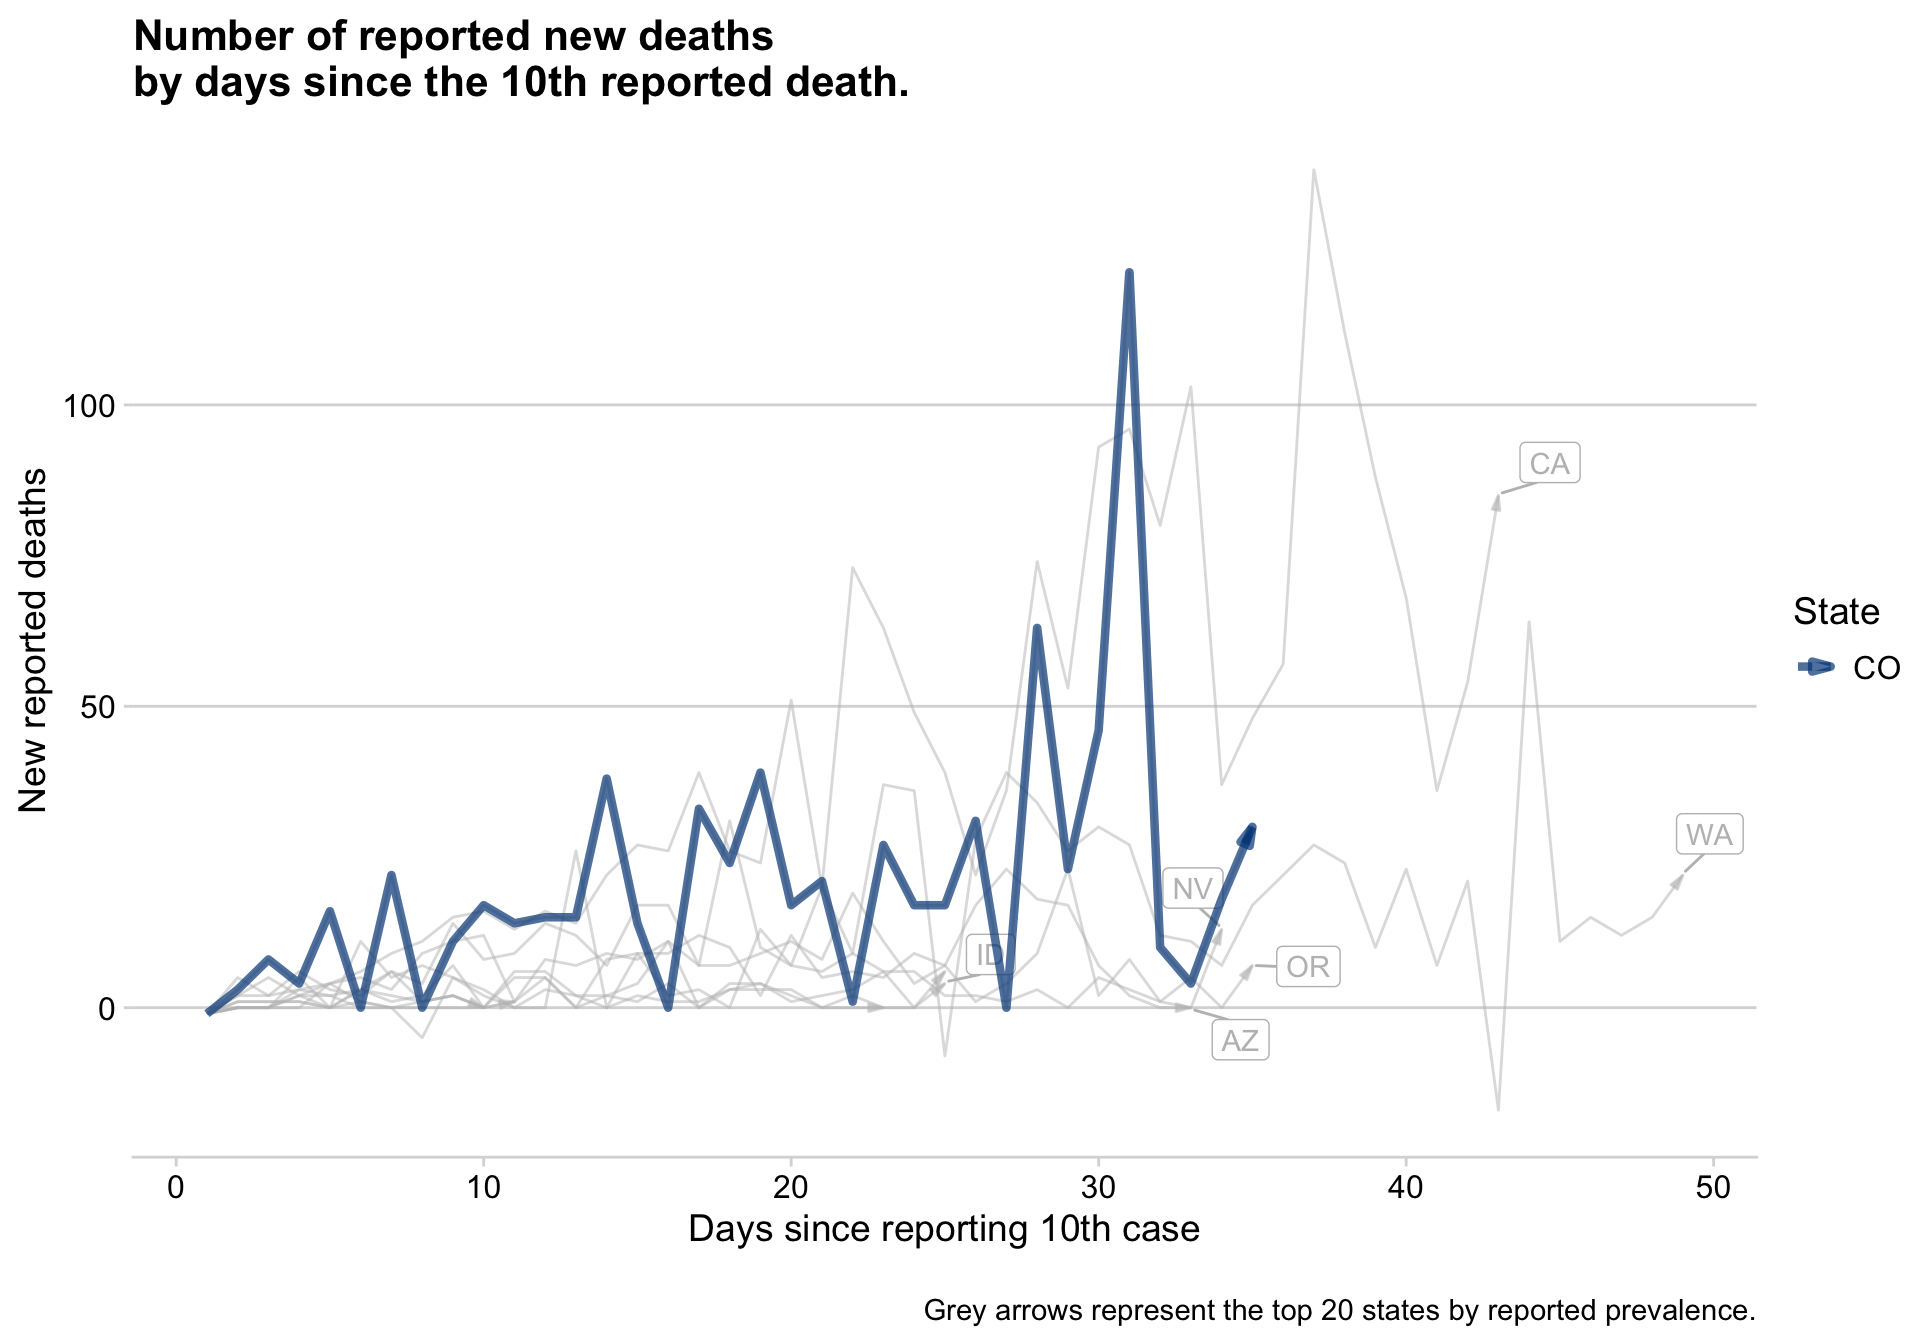 Number of reported new deaths
by days since the 10th reported death.
New reported deaths
100
50
0
CA
WA
NV
ID
OR
AZ
State
CO
0 10 20 30 40 50
Days since reporting 10th case
Grey arrows represent the top 20 states by reported prevalence.